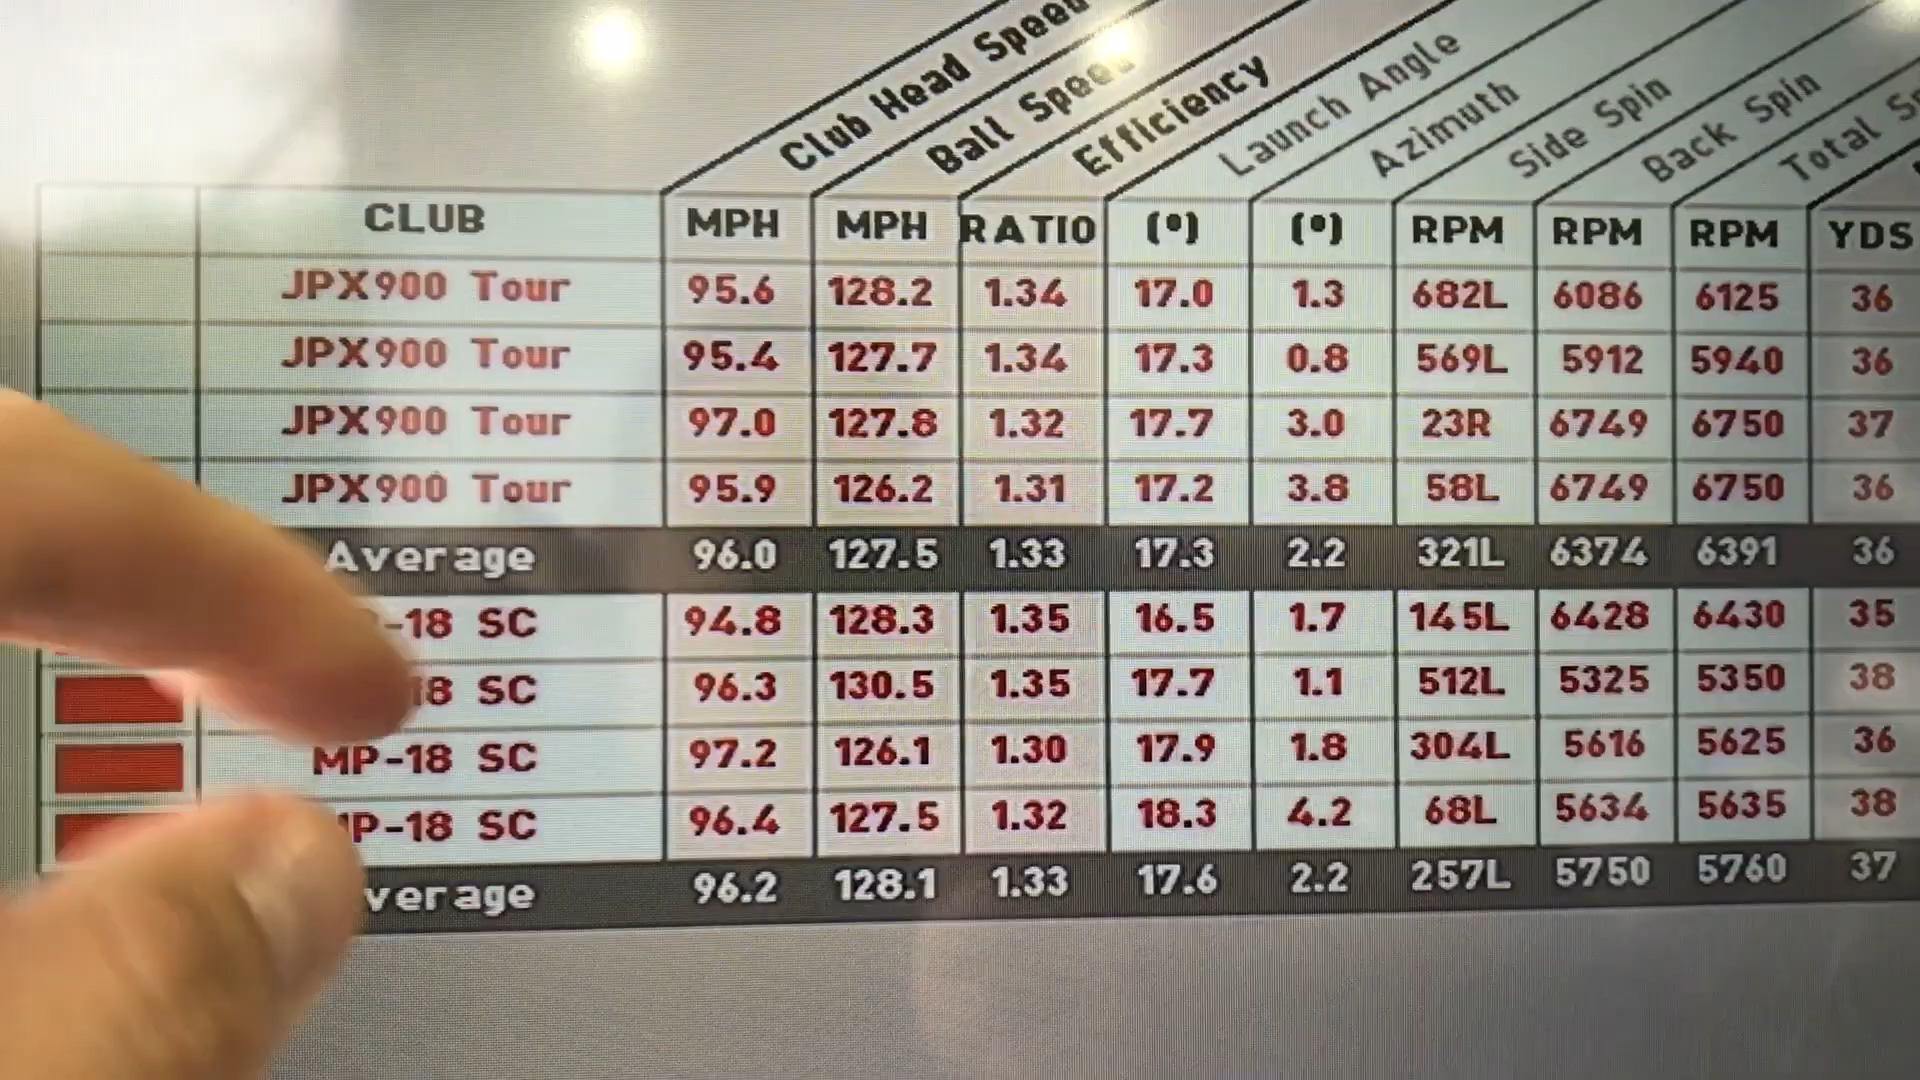 Club Head Speed Ball Speed Efficiency Launch Angle Azimuth Side Spin Back Spin Total
CLUB MPH MPH RATIO (°) (°) RPM RPM RPM YDS
JPX900 Tour 95.6 128.2 1.34 17.0 1.3 682L 6086 6125 36
JPX900 Tour 95.4 127.7 1.34 17.3 0.8 569L 5912 5940 36
JPX900 Tour 97.0 127.8 1.32 17.7 3.0 23R 6749 6750 37
JPX900 Tour 95.9 126.2 1.31 17.2 3.8 58L 6749 6750 36
Average 96.0 127.5 1.33 17.3 2.2 321L 6374 6391 36
-18 SC 94.8 128.3 1.35 16.5 1.7 145L 6428 6430 35
18 SC 96.3 130.5 1.35 17.7 1.1 512L 5325 5350 38
MP-18 SC 97.2 126.1 1.30 17.9 1.8 304L 5616 5625 36
P-18 SC 96.4 127.5 1.32 18.3 4.2 68L 5634 5635 38
verage 96.2 128.1 1.33 17.6 2.2 257L 5750 5760 37